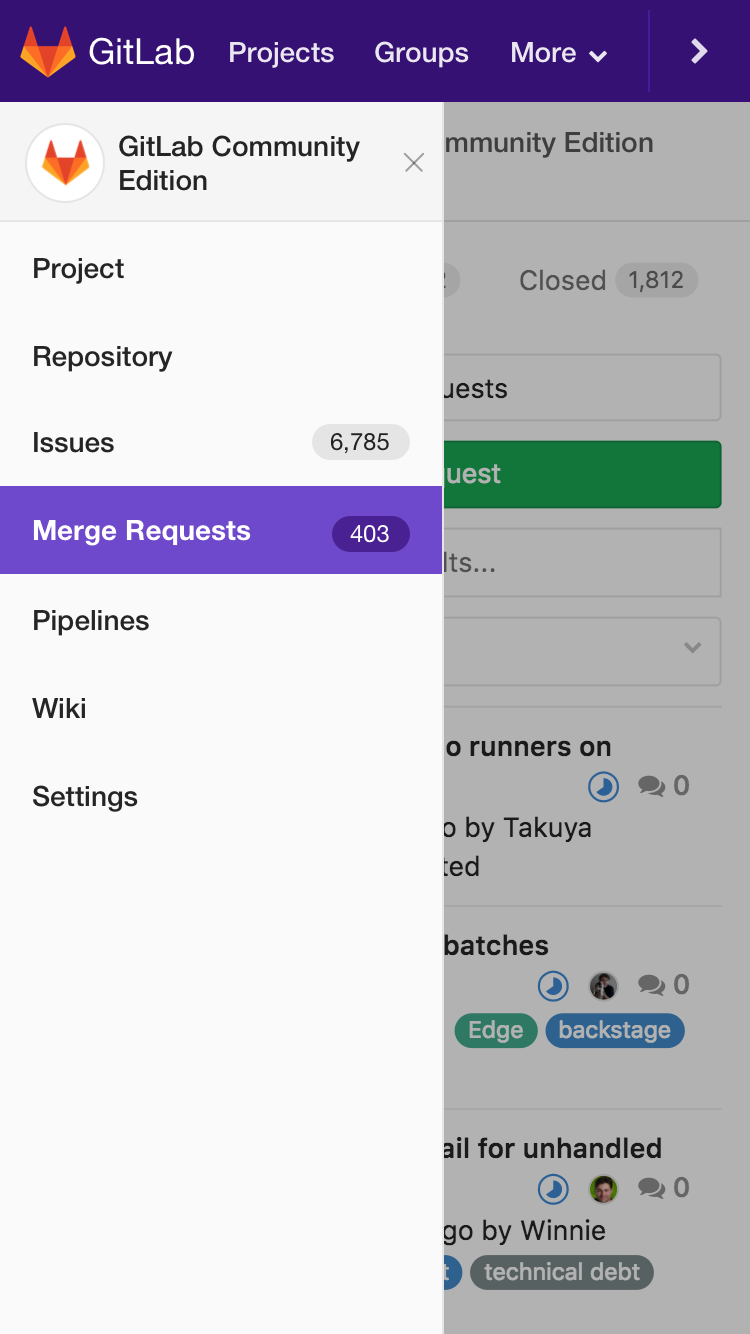 GitLab Projects Groups More
GitLab Community
Edition
mmunity Edition
Project
Closed 1,812
Repository
uests
Issues 6,785
uest
Merge Requests 403
lts...
Pipelines
Wiki
o runners on
0
Settings
o by Takuya
ted
batches
0
Edge backstage
ail for unhandled
0
go by Winnie
t technical debt